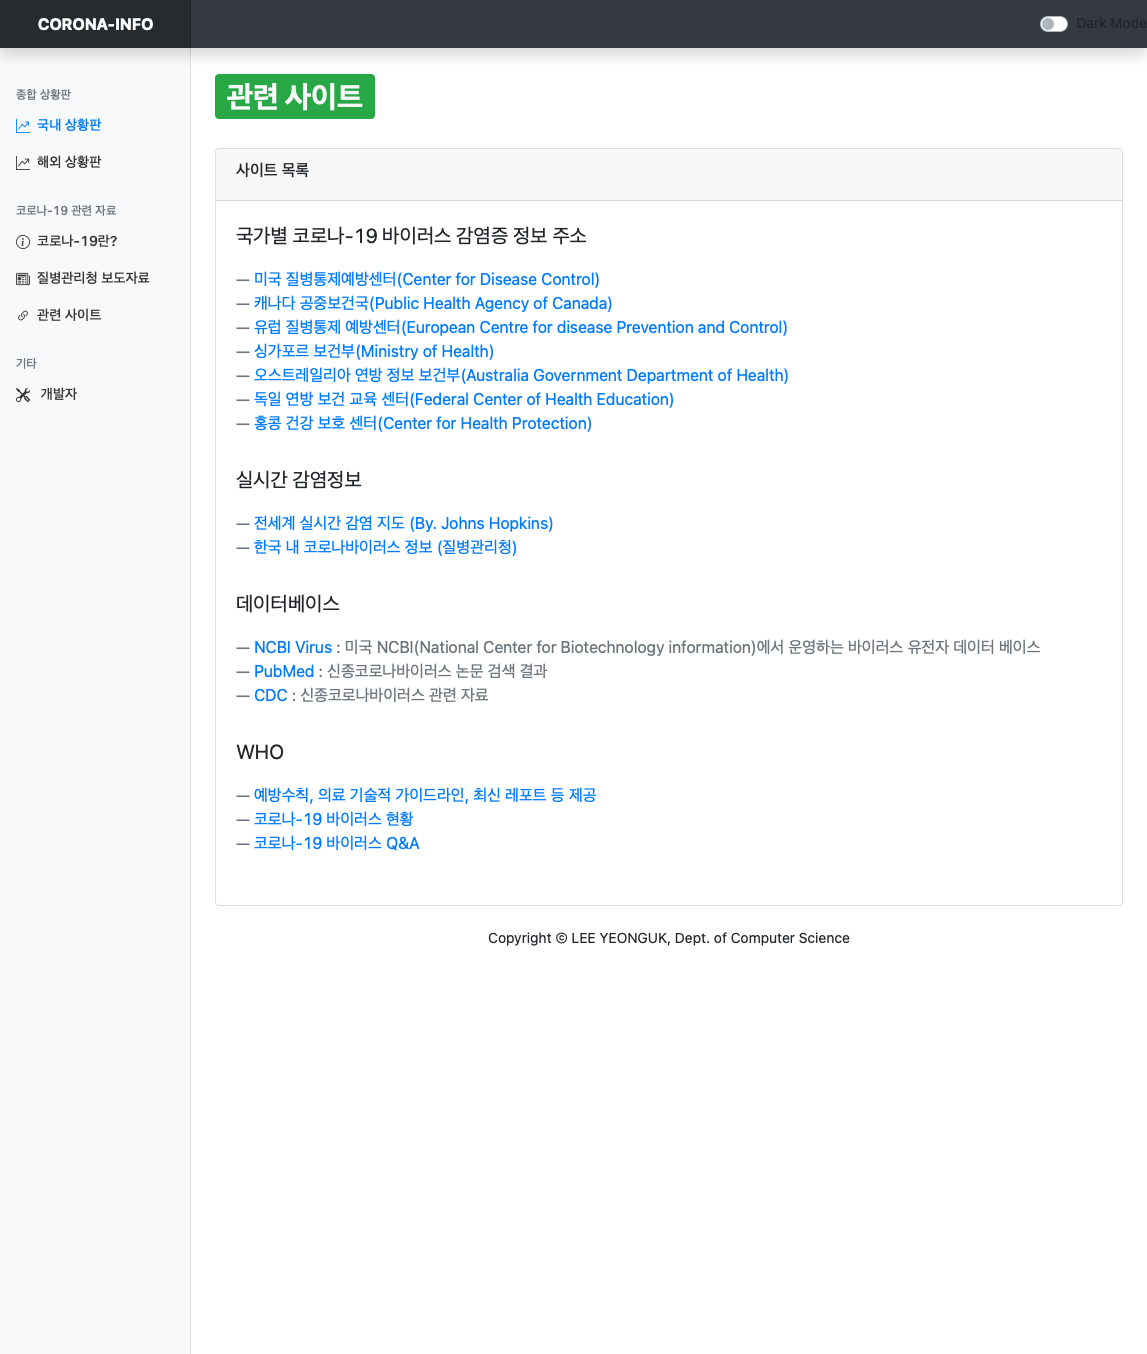 CORONA-INFO
Dark Mode
종합 상황판
국내 상황판
해외 상황판
코로나-19 관련 자료
코로나-19란?
질병관리청 보도자료
관련 사이트
기타
개발자
관련 사이트
사이트 목록
국가별 코로나-19 바이러스 감염증 정보 주소
— 미국 질병통제예방센터(Center for Disease Control)
— 캐나다 공중보건국(Public Health Agency of Canada)
— 유럽 질병통제 예방센터(European Centre for disease Prevention and Control)
— 싱가포르 보건부(Ministry of Health)
— 오스트레일리아 연방 정보 보건부(Australia Government Department of Health)
— 독일 연방 보건 교육 센터(Federal Center of Health Education)
— 홍콩 건강 보호 센터(Center for Health Protection)
실시간 감염정보
— 전세계 실시간 감염 지도 (By. Johns Hopkins)
— 한국 내 코로나바이러스 정보 (질병관리청)
데이터베이스
— NCBI Virus : 미국 NCBI(National Center for Biotechnology information)에서 운영하는 바이러스 유전자 데이터 베이스
— PubMed : 신종코로나바이러스 논문 검색 결과
— CDC : 신종코로나바이러스 관련 자료
WHO
— 예방수칙, 의료 기술적 가이드라인, 최신 레포트 등 제공
— 코로나-19 바이러스 현황
— 코로나-19 바이러스 Q&A
Copyright © LEE YEONGUK, Dept. of Computer Science